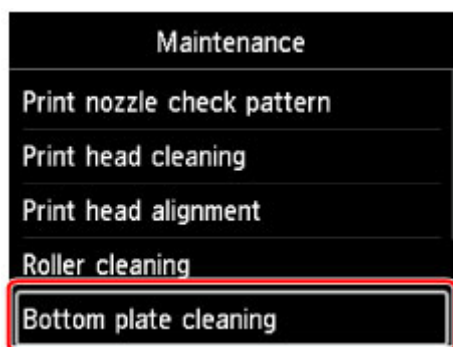 Maintenance
Print nozzle check pattern
Print head cleaning
Print head alignment
Roller cleaning
Bottom plate cleaning